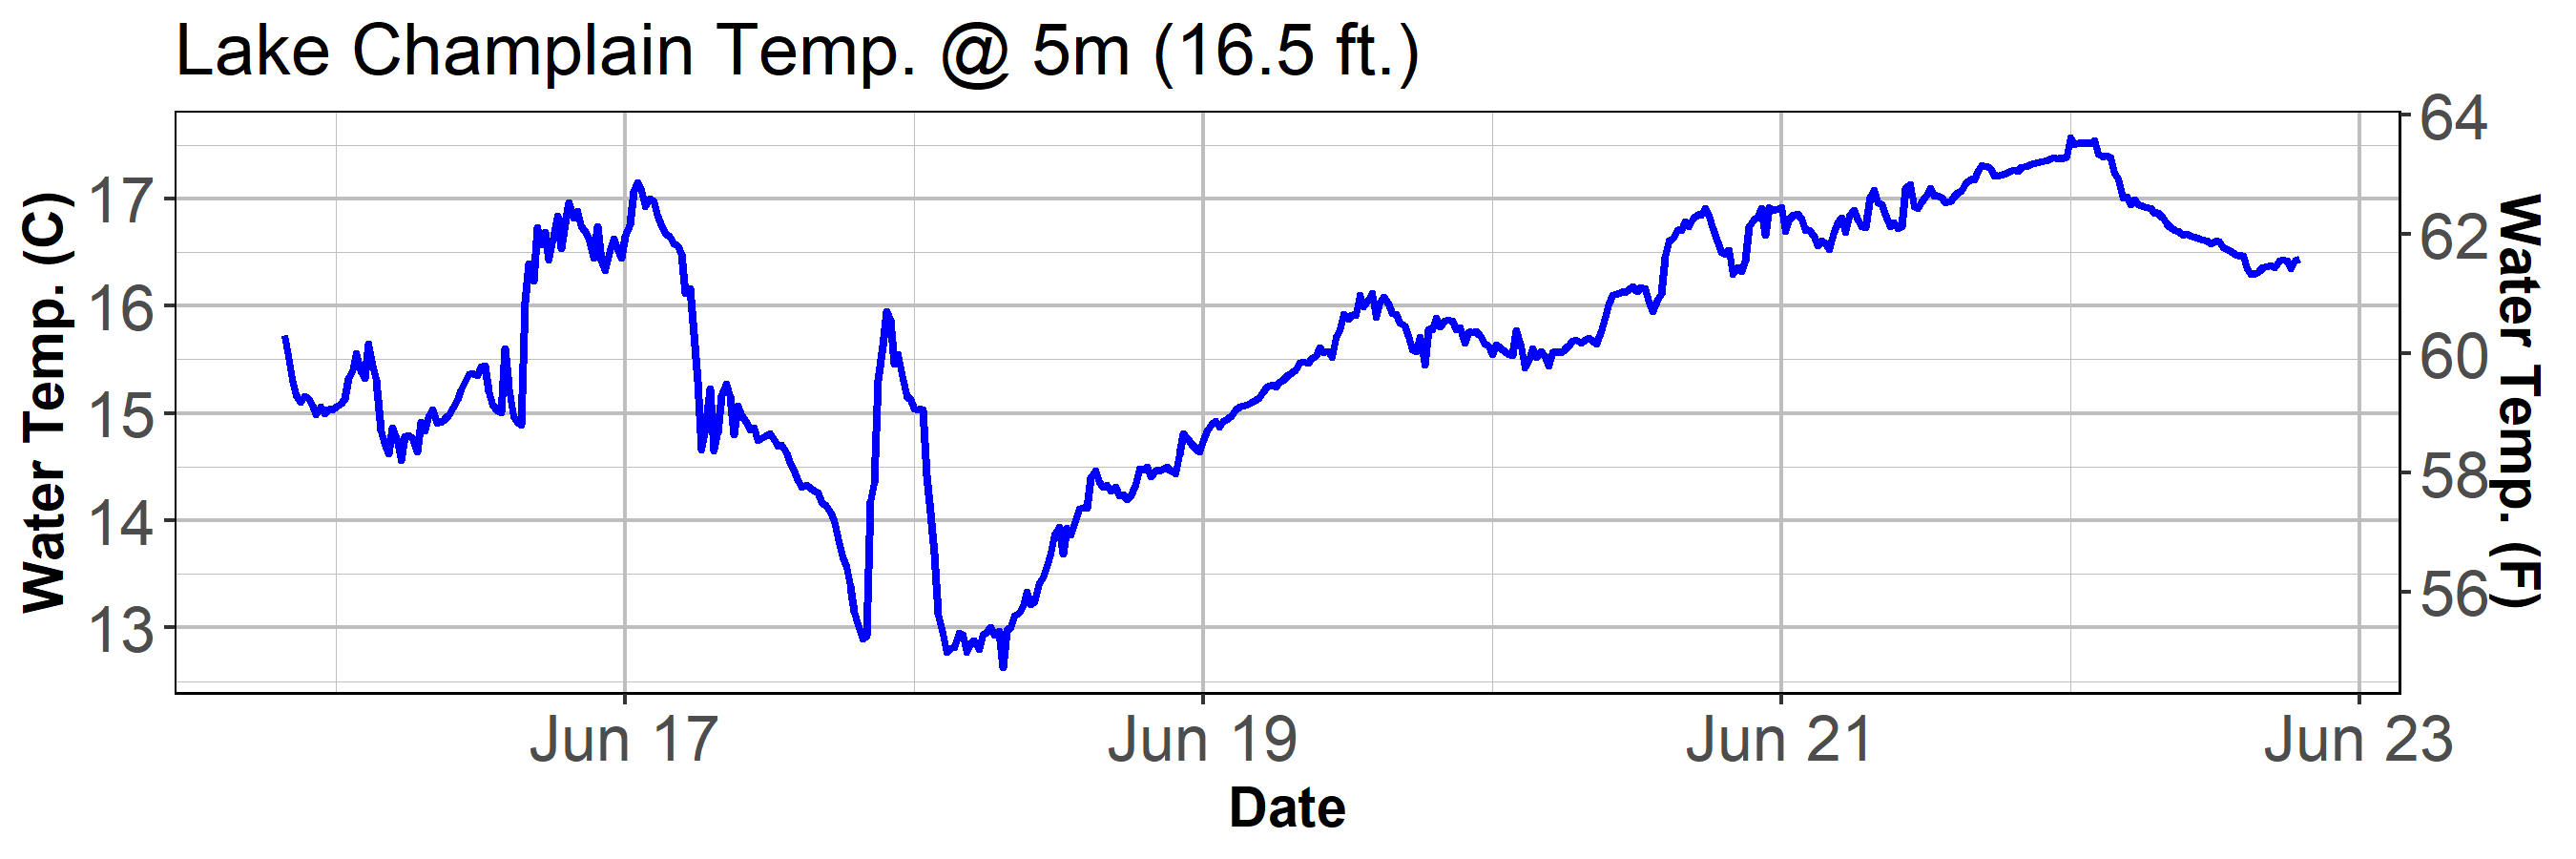 Lake Champlain Temp. @ 5m (16.5 ft.)
Water Temp. (C)
17
16
15
14
13
64
62
60
58
56
Water Temp. (F)
Jun 17
Jun 19
Jun 21
Jun 23
Date